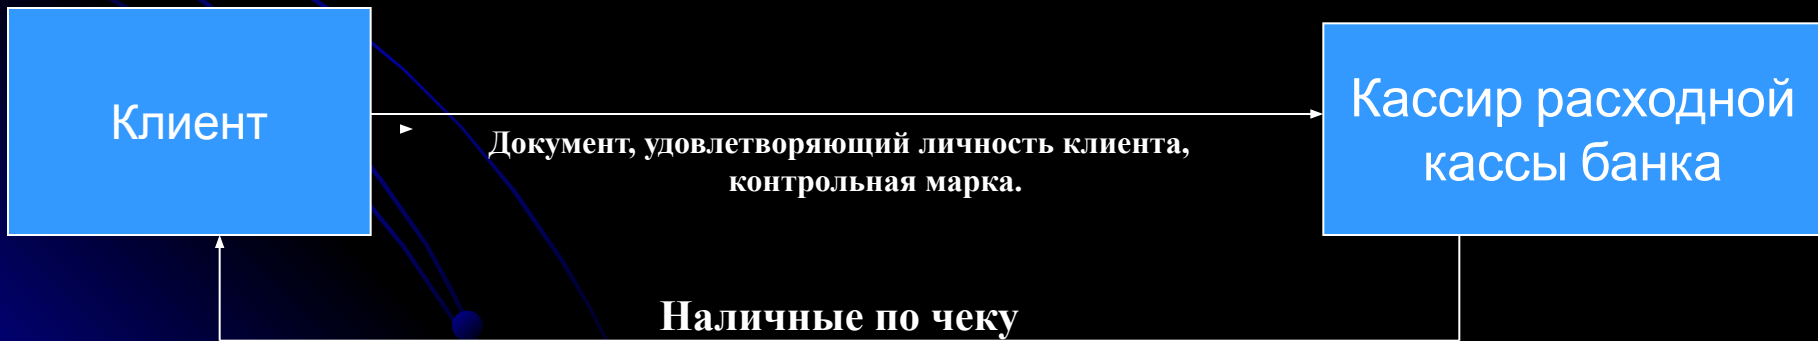 Клиент
Кассир расходной
кассы банка
Документ, удовлетворяющий личность клиента,
контрольная марка.
Наличные по чеку